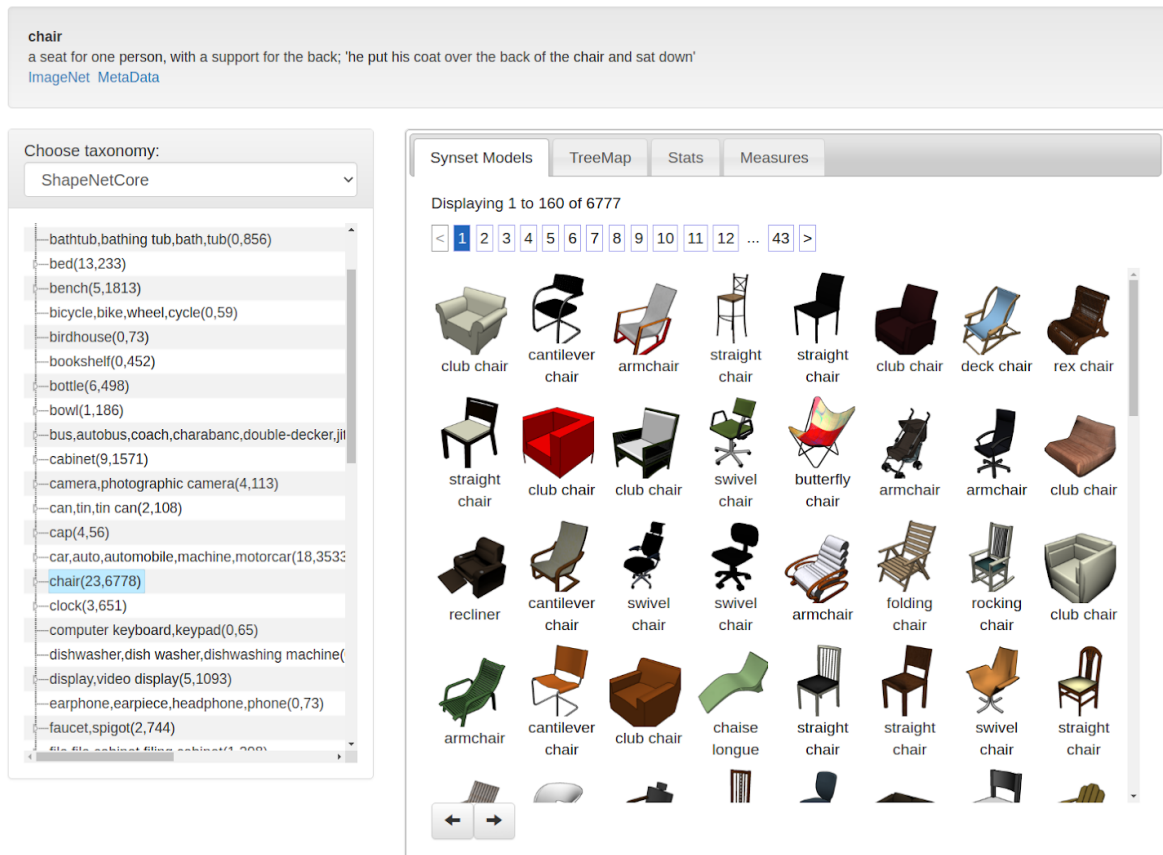 chair
a seat for one person, with a support for the back; 'he put his coat over the back of the chair and sat down'
ImageNet MetaData
Choose taxonomy:
ShapeNetCore
bathtub,bathing tub,bath,tub(0,856)
bed(13,233)
bench(5,1813)
bicycle,bike,wheel,cycle(0,59)
birdhouse(0,73)
bookshelf(0,452)
bottle(6,498)
bowl(1,186)
bus,autobus,coach,charabanc,double-decker,jit
cabinet(9,1571)
camera,photographic camera(4,113)
can,tin,tin can(2,108)
cap(4,56)
car,auto,automobile,machine,motorcar(18,3533
chair(23,6778)
clock(3,651)
computer keyboard,keypad(0,65)
dishwasher,dish washer,dishwashing machine(
display,video display(5,1093)
earphone,earpiece,headphone,phone(0,73)
faucet,spigot(2,744)
Synset Models TreeMap Stats Measures
Displaying 1 to 160 of 6777
< 1 2 3 4 5 6 7 8 9 10 11 12 ... 43 >
club chair
cantilever chair
armchair
straight chair
straight chair
club chair
deck chair
rex chair
straight chair
club chair
club chair
swivel chair
butterfly chair
armchair
armchair
club chair
recliner
cantilever chair
swivel chair
swivel chair
armchair
folding chair
rocking chair
club chair
armchair
cantilever chair
club chair
chaise longue
straight chair
straight chair
swivel chair
straight chair